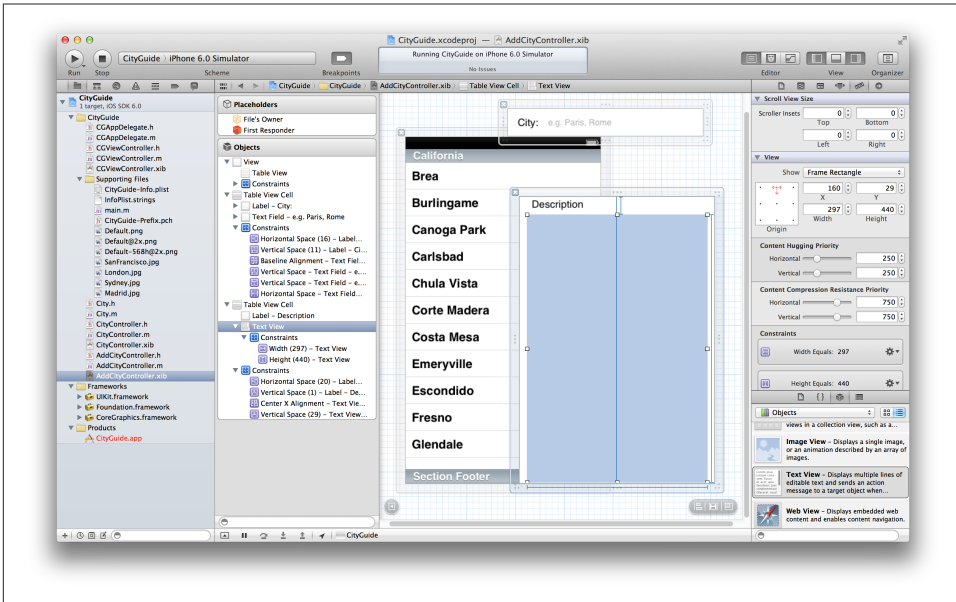 CityGuide.xcodeproj — AddCityController.xib
CityGuide › iPhone 6.0 Simulator
Running CityGuide on iPhone 6.0 Simulator
No Issues
Run Stop Scheme Breakpoints Editor View Organizer
CityGuide
1 target, iOS SDK 6.0
CityGuide
CGAppDelegate.h
CGAppDelegate.m
CGViewController.h
CGViewController.m
CGViewController.xib
Supporting Files
CityGuide-Info.plist
InfoPlist.strings
main.m
CityGuide-Prefix.pch
Default.png
Default@2x.png
Default-568h@2x.png
SanFrancisco.jpg
London.jpg
Sydney.jpg
Madrid.jpg
City.h
City.m
CityController.h
CityController.m
CityController.xib
AddCityController.h
AddCityController.m
AddCityController.xib
Frameworks
UIKit.framework
Foundation.framework
CoreGraphics.framework
Products
CityGuide.app
CityGuide › CityGuide › AddCityController.xib › Table View Cell › Text View
Placeholders
File's Owner
First Responder
Objects
View
Table View
Constraints
Table View Cell
Label – City:
Text Field – e.g. Paris, Rome
Constraints
Horizontal Space (16) – Label...
Vertical Space (11) – Label – Ci...
Baseline Alignment – Text Fiel...
Vertical Space – Text Field – e....
Vertical Space – Text Field – e....
Horizontal Space – Text Field...
Table View Cell
Label – Description
Text View
Constraints
Width (297) – Text View
Height (440) – Text View
Constraints
Horizontal Space (20) – Label...
Vertical Space (1) – Label – De...
Center X Alignment – Text Vie...
Vertical Space (29) – Text View...
City: e.g. Paris, Rome
California
Brea
Burlingame
Canoga Park
Carlsbad
Chula Vista
Corte Madera
Costa Mesa
Emeryville
Escondido
Fresno
Glendale
Section Footer
Description
CityGuide
Scroll View Size
Scroller Insets 0 0
Top Bottom
0 0
Left Right
View
Show Frame Rectangle
160 29
X Y
297 440
Width Height
Origin
Content Hugging Priority
Horizontal 250
Vertical 250
Content Compression Resistance Priority
Horizontal 750
Vertical 750
Constraints
Width Equals: 297
Height Equals: 440
Objects
views in a collection view, such as a...
Image View – Displays a single image,
or an animation described by an array of
images.
Text View – Displays multiple lines of
editable text and sends an action
message to a target object when...
Web View – Displays embedded web
content and enables content navigation.